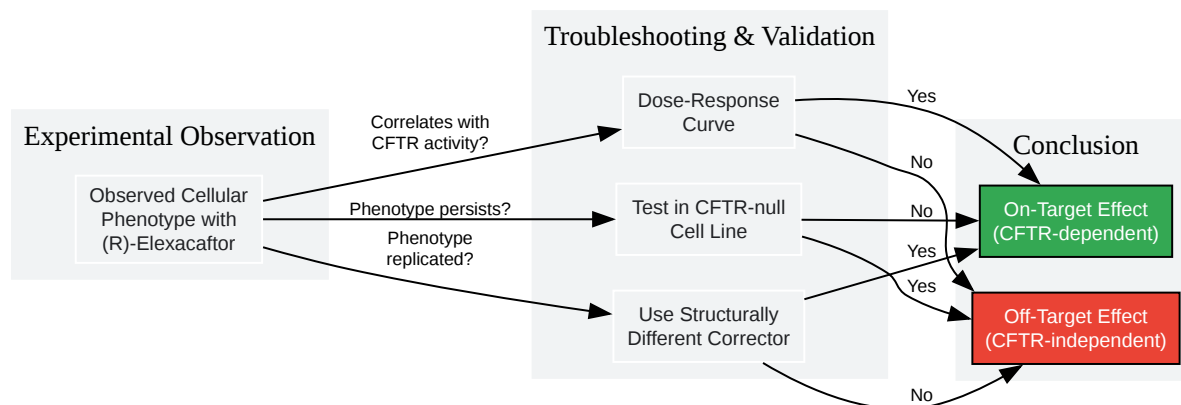 Experimental Observation
Observed Cellular
Phenotype with
(R)-Elexacaftor
Correlates with
CFTR activity?
Phenotype persists?
Phenotype
replicated?
Troubleshooting & Validation
Dose-Response
Curve
Test in CFTR-null
Cell Line
Use Structurally
Different Corrector
Yes
No
No
Yes
Yes
No
Conclusion
On-Target Effect
(CFTR-dependent)
Off-Target Effect
(CFTR-independent)